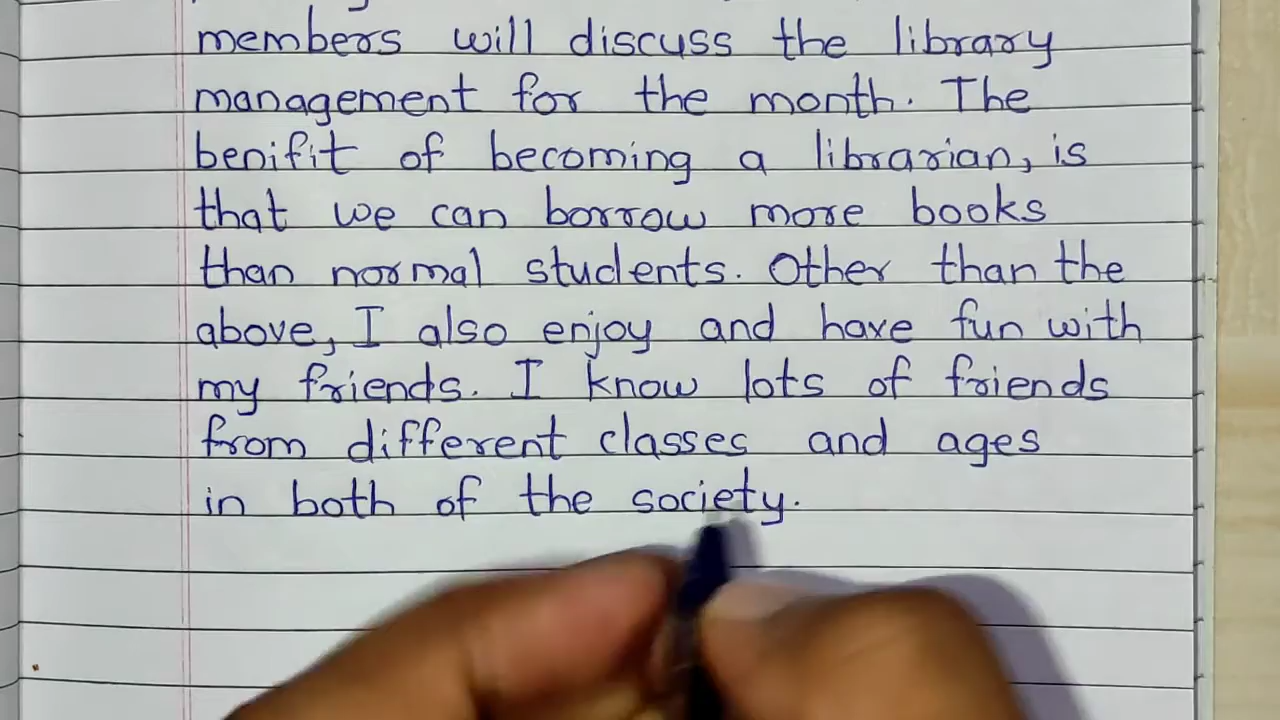 members will discuss the library
management for the month. The
benifit of becoming a librarian, is
that we can borrow more books
than normal students. Other than the
above, I also enjoy and have fun with
my friends. I know lots of friends
from different classes and ages
in both of the society.